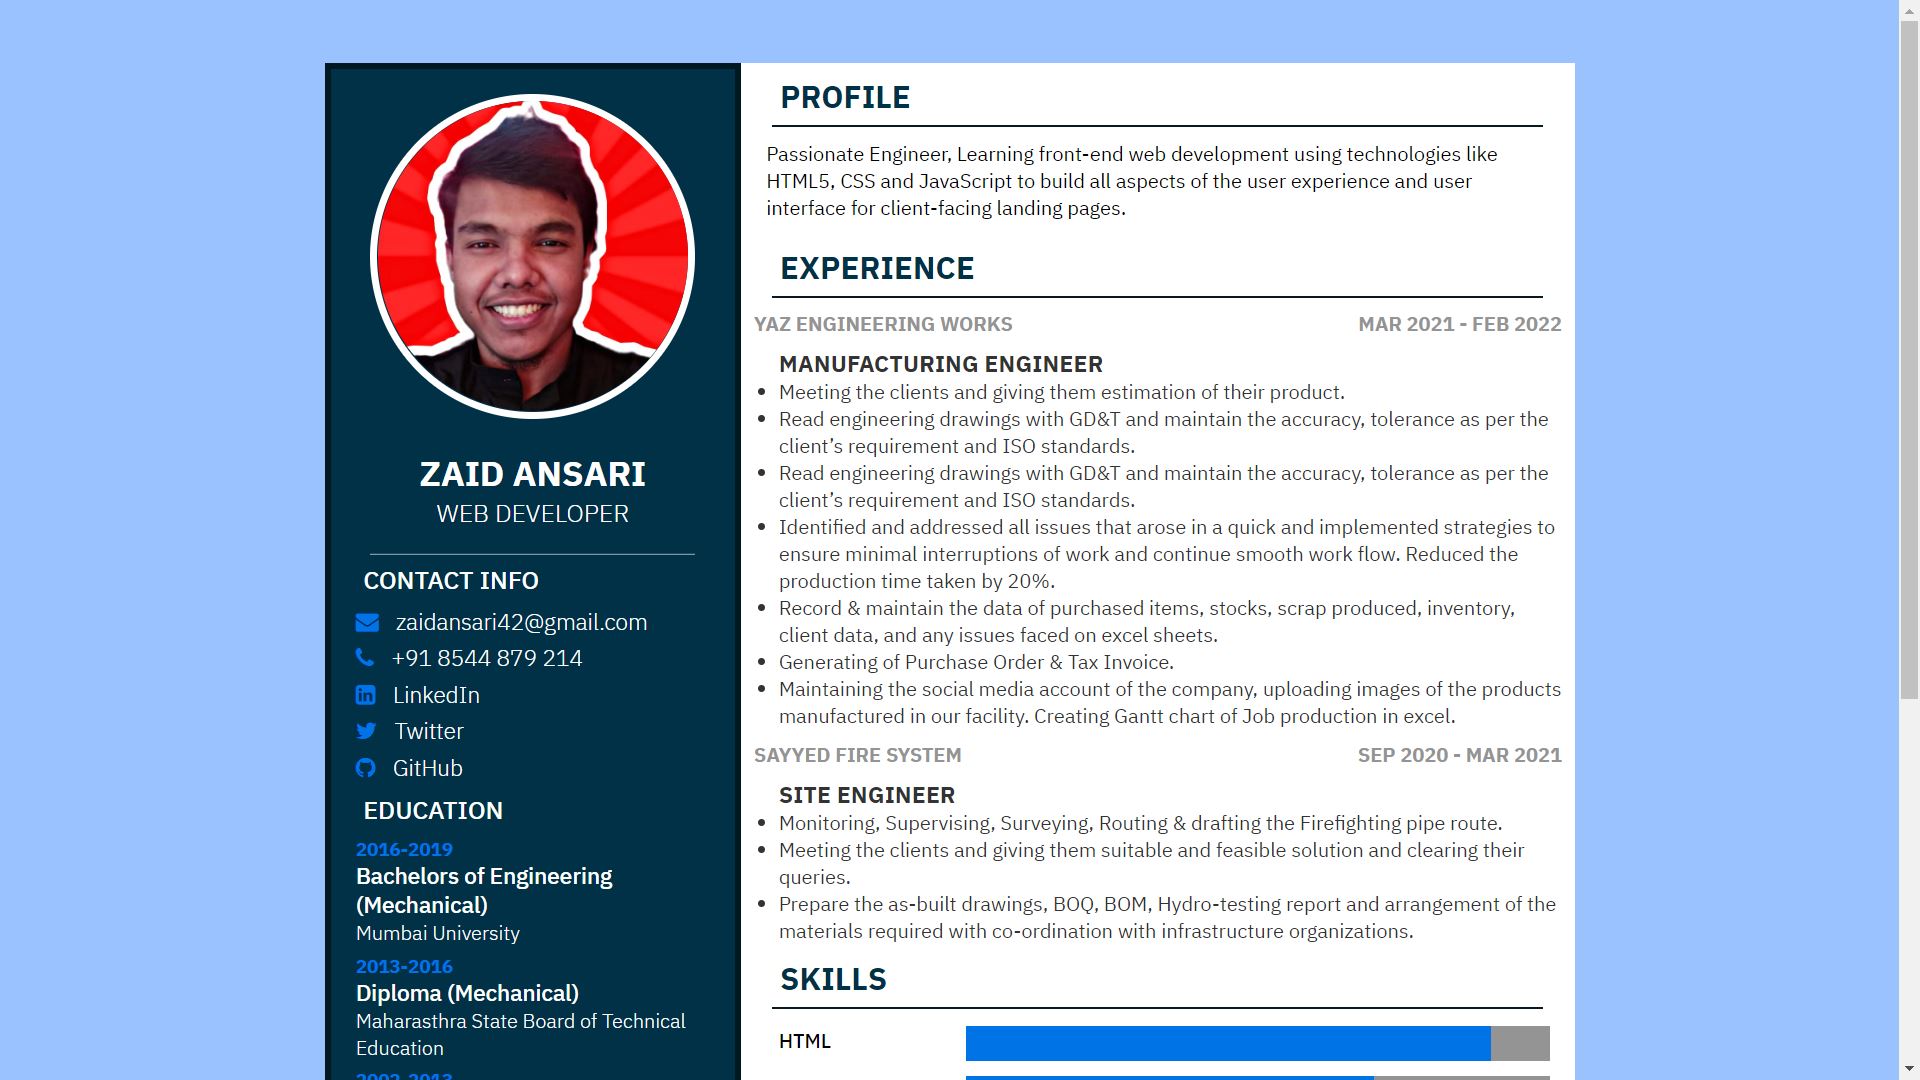 ZAID ANSARI
WEB DEVELOPER
CONTACT INFO
zaidansari42@gmail.com
+91 8544 879 214
LinkedIn
Twitter
GitHub
EDUCATION
2016-2019
Bachelors of Engineering
(Mechanical)
Mumbai University
2013-2016
Diploma (Mechanical)
Maharasthra State Board of Technical
Education
PROFILE
Passionate Engineer, Learning front-end web development using technologies like
HTML5, CSS and JavaScript to build all aspects of the user experience and user
interface for client-facing landing pages.
EXPERIENCE
YAZ ENGINEERING WORKS MAR 2021 - FEB 2022
MANUFACTURING ENGINEER
• Meeting the clients and giving them estimation of their product.
• Read engineering drawings with GD&T and maintain the accuracy, tolerance as per the
client’s requirement and ISO standards.
• Read engineering drawings with GD&T and maintain the accuracy, tolerance as per the
client’s requirement and ISO standards.
• Identified and addressed all issues that arose in a quick and implemented strategies to
ensure minimal interruptions of work and continue smooth work flow. Reduced the
production time taken by 20%.
• Record & maintain the data of purchased items, stocks, scrap produced, inventory,
client data, and any issues faced on excel sheets.
• Generating of Purchase Order & Tax Invoice.
• Maintaining the social media account of the company, uploading images of the products
manufactured in our facility. Creating Gantt chart of Job production in excel.
SAYYED FIRE SYSTEM SEP 2020 - MAR 2021
SITE ENGINEER
• Monitoring, Supervising, Surveying, Routing & drafting the Firefighting pipe route.
• Meeting the clients and giving them suitable and feasible solution and clearing their
queries.
• Prepare the as-built drawings, BOQ, BOM, Hydro-testing report and arrangement of the
materials required with co-ordination with infrastructure organizations.
SKILLS
HTML